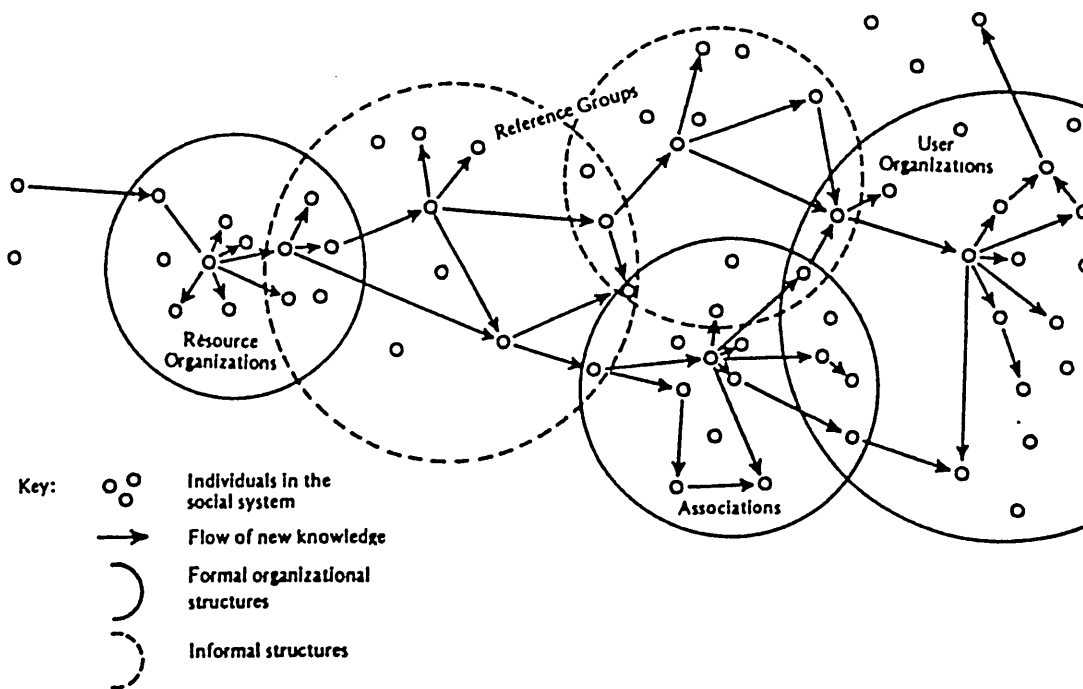 Reference Groups
User
Organizations
Resource
Organizations
Associations
Key:
Individuals in the
social system
Flow of new knowledge
Formal organizational
structures
Informal structures